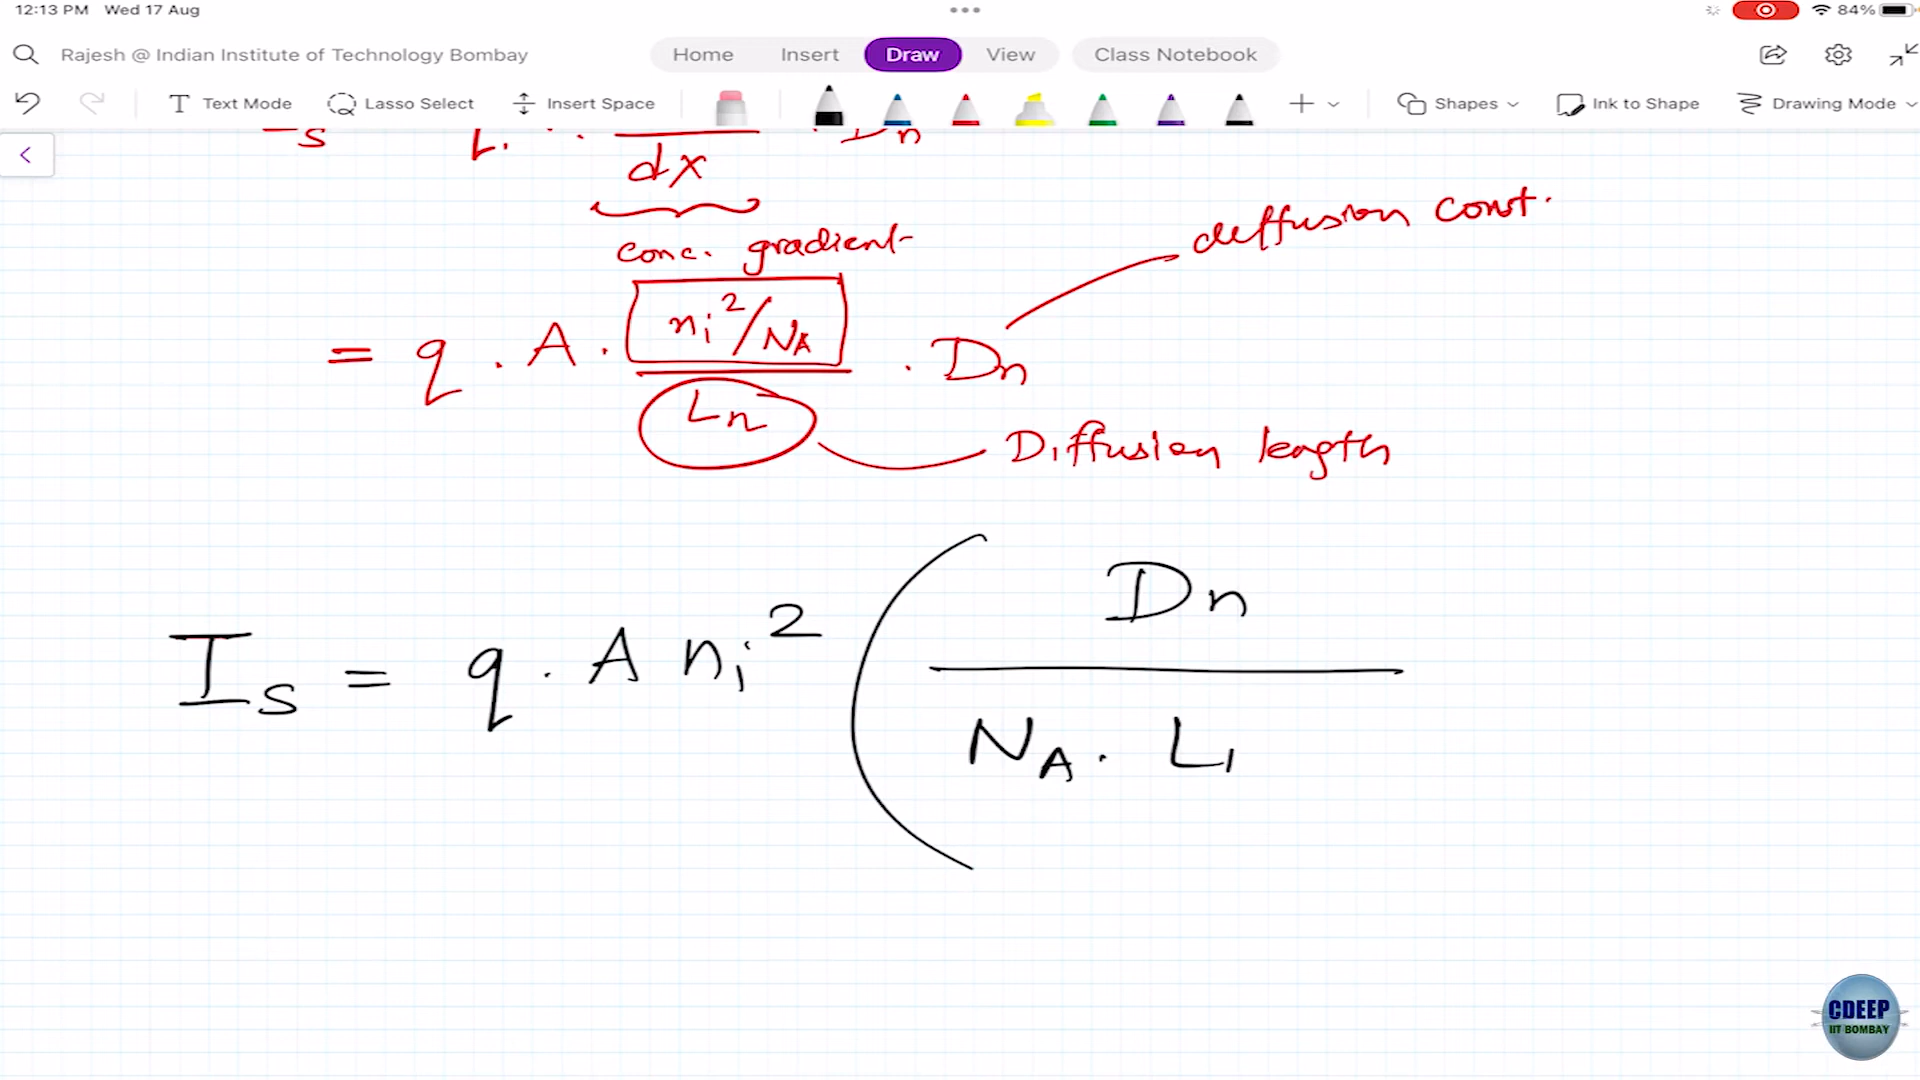 12:13 PM Wed 17 Aug
84%
Rajesh @ Indian Institute of Technology Bombay
Home Insert Draw View Class Notebook
Text Mode Lasso Select Insert Space Shapes Ink to Shape Drawing Mode
dx
conc. gradient
deffusion const.
= q . A . ni²/NA . Dn
Ln
Diffusion length
Dn
Is = q . A ni² (
NA . L
CDEEP
IIT BOMBAY